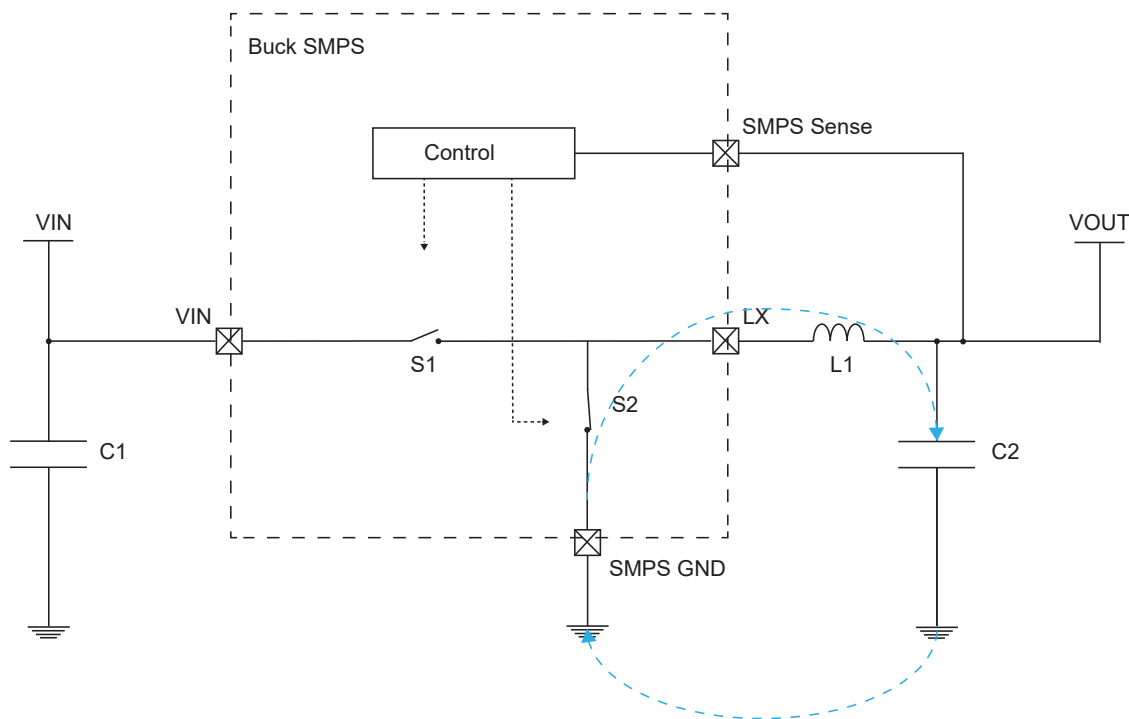 Buck SMPS
SMPS Sense
Control
VIN
VOUT
VIN
LX
S1
L1
S2
C1
C2
SMPS GND